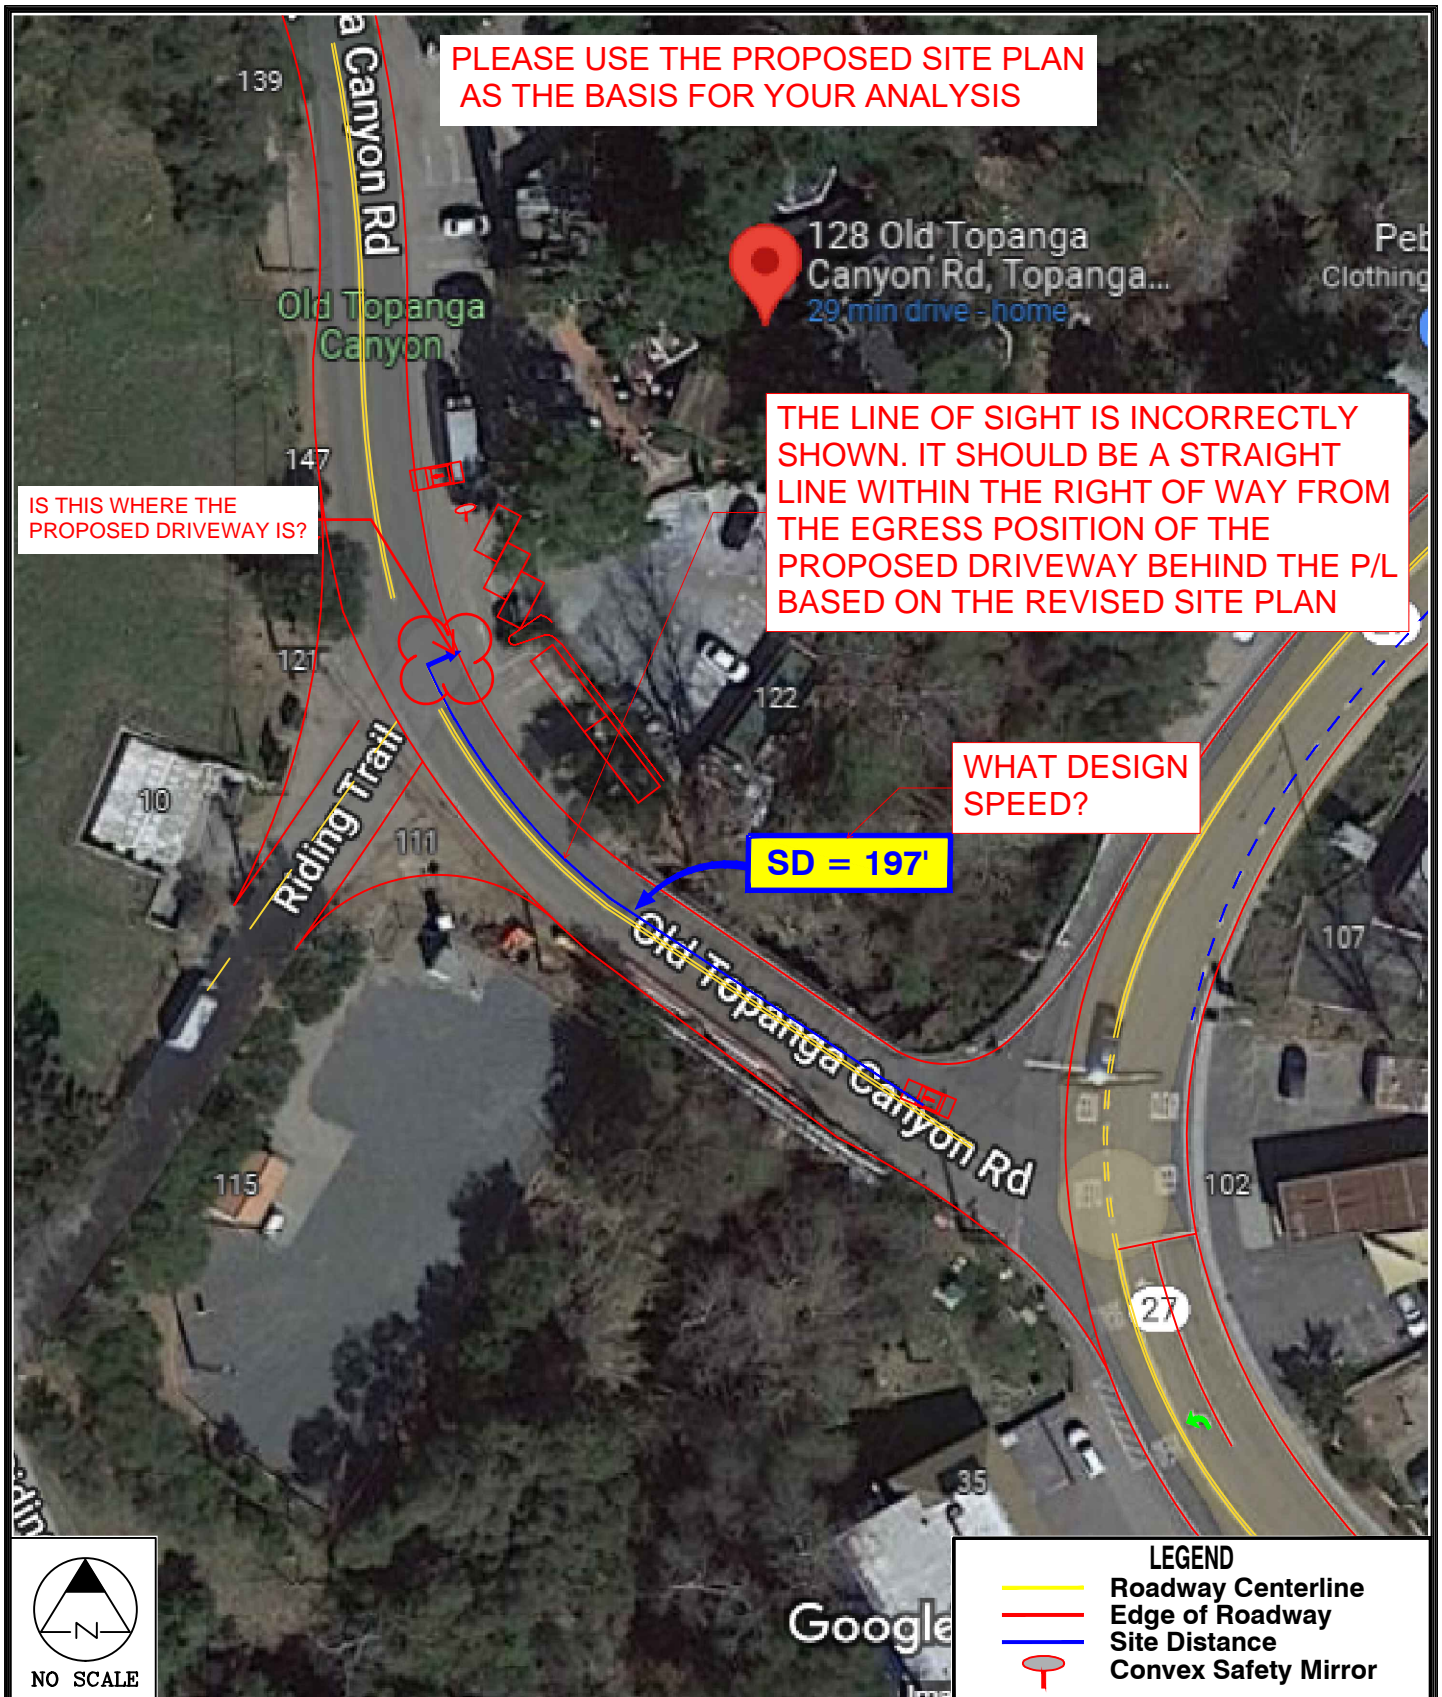 a Canyon Rd
139
PLEASE USE THE PROPOSED SITE PLAN
AS THE BASIS FOR YOUR ANALYSIS
128 Old Topanga
Canyon Rd, Topanga...
29 min drive - home
Clothing
Old Topanga
Canyon
147
IS THIS WHERE THE
PROPOSED DRIVEWAY IS?
THE LINE OF SIGHT IS INCORRECTLY
SHOWN. IT SHOULD BE A STRAIGHT
LINE WITHIN THE RIGHT OF WAY FROM
THE EGRESS POSITION OF THE
PROPOSED DRIVEWAY BEHIND THE P/L
BASED ON THE REVISED SITE PLAN
121
122
WHAT DESIGN
SPEED?
10
Riding Trail
111
SD = 197'
107
Old Topanga Canyon Rd
115
102
27
35
Google
N
NO SCALE
LEGEND
Roadway Centerline
Edge of Roadway
Site Distance
Convex Safety Mirror